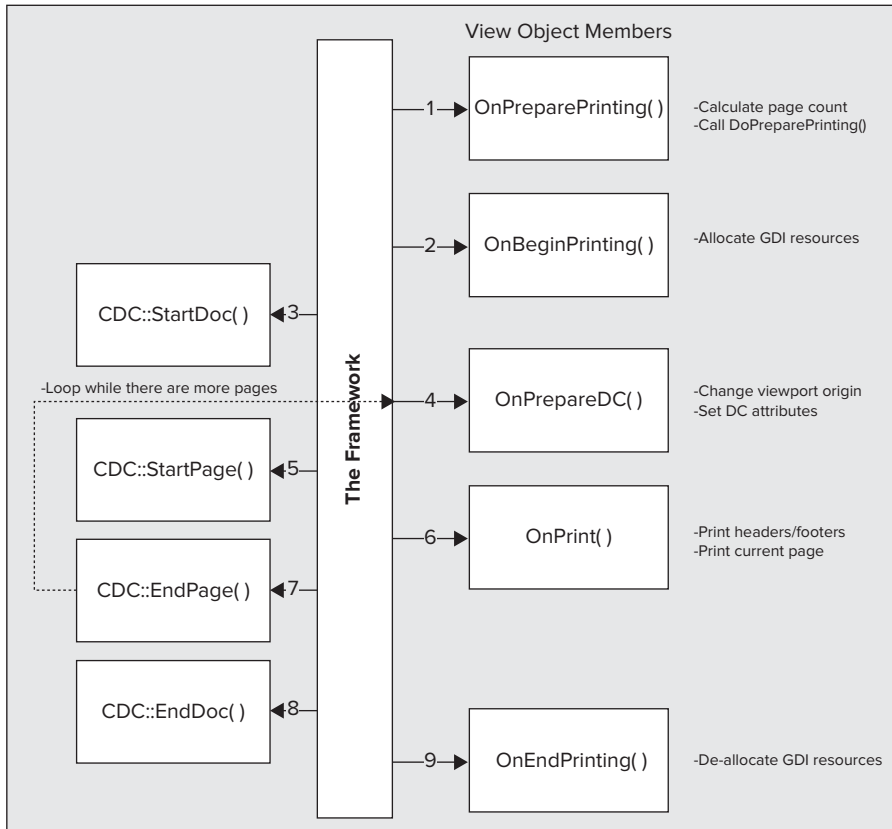 View Object Members
1
OnPreparePrinting( )
-Calculate page count
-Call DoPreparePrinting()
2
OnBeginPrinting( )
-Allocate GDI resources
CDC::StartDoc( )
3
The Framework
-Loop while there are more pages
4
OnPrepareDC( )
-Change viewport origin
-Set DC attributes
CDC::StartPage( )
5
6
OnPrint( )
-Print headers/footers
-Print current page
CDC::EndPage( )
7
CDC::EndDoc( )
8
9
OnEndPrinting( )
-De-allocate GDI resources